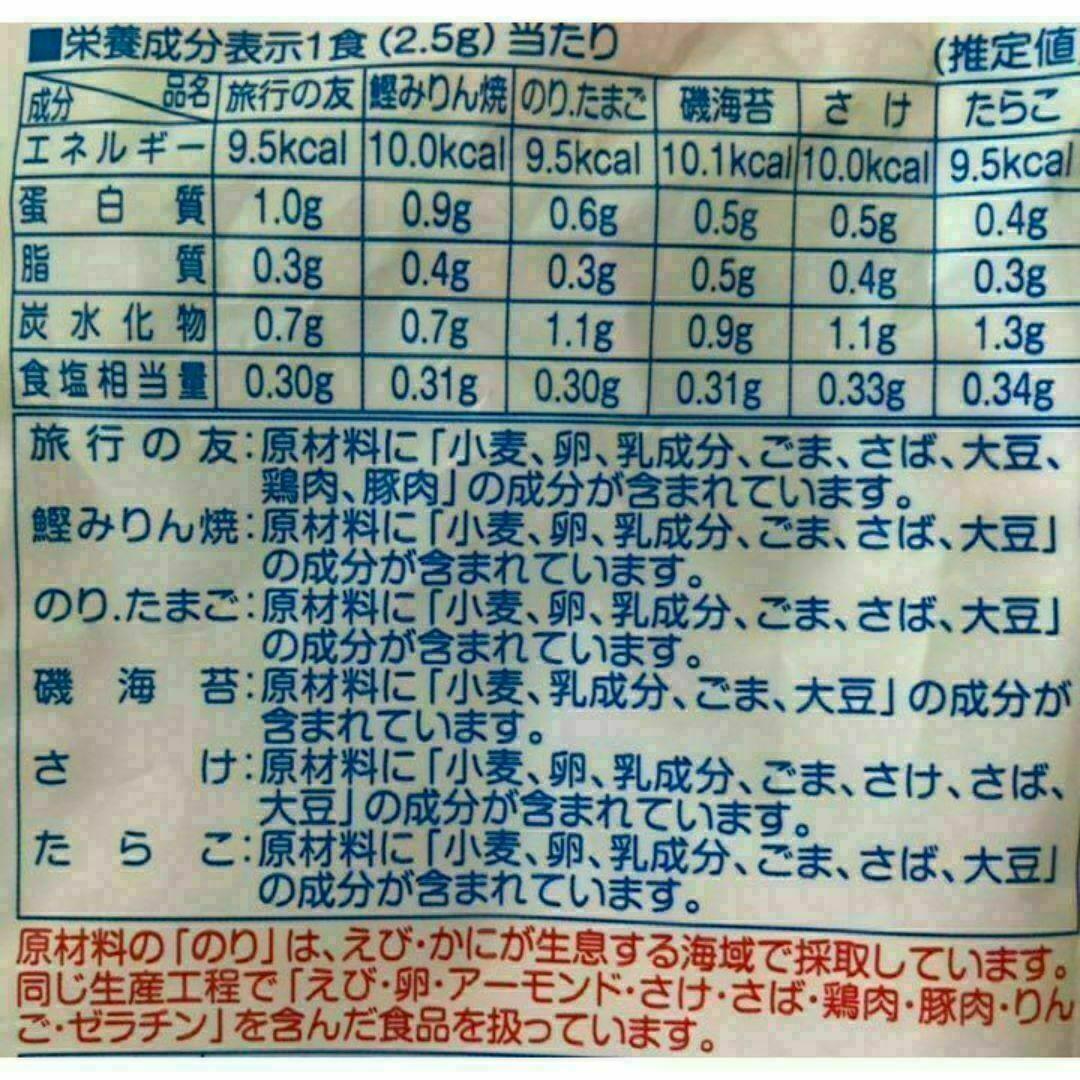 ■栄養成分表示1食(2.5g)当たり (推定値
成分 品名 旅行の友 鰹みりん焼 のり.たまご 磯海苔 さけ たらこ
エネルギー 9.5kcal 10.0kcal 9.5kcal 10.1kcal 10.0kcal 9.5kcal
蛋白質 1.0g 0.9g 0.6g 0.5g 0.5g 0.4g
脂質 0.3g 0.4g 0.3g 0.5g 0.4g 0.3g
炭水化物 0.7g 0.7g 1.1g 0.9g 1.1g 1.3g
食塩相当量 0.30g 0.31g 0.30g 0.31g 0.33g 0.34g
旅行の友:原材料に「小麦、卵、乳成分、ごま、さば、大豆、
鶏肉、豚肉」の成分が含まれています。
鰹みりん焼:原材料に「小麦、卵、乳成分、ごま、さば、大豆」
の成分が含まれています。
のり.たまご:原材料に「小麦、卵、乳成分、ごま、さば、大豆」
の成分が含まれています。
磯海苔:原材料に「小麦、乳成分、ごま、大豆」の成分が
含まれています。
さけ:原材料に「小麦、卵、乳成分、ごま、さけ、さば、
大豆」の成分が含まれています。
たらこ:原材料に「小麦、卵、乳成分、ごま、さば、大豆」
の成分が含まれています。
原材料の「のり」は、えび・かにが生息する海域で採取しています。
同じ生産工程で「えび・卵・アーモンド・さけ・さば・鶏肉・豚肉・りん
ご・ゼラチン」を含んだ食品を扱っています。